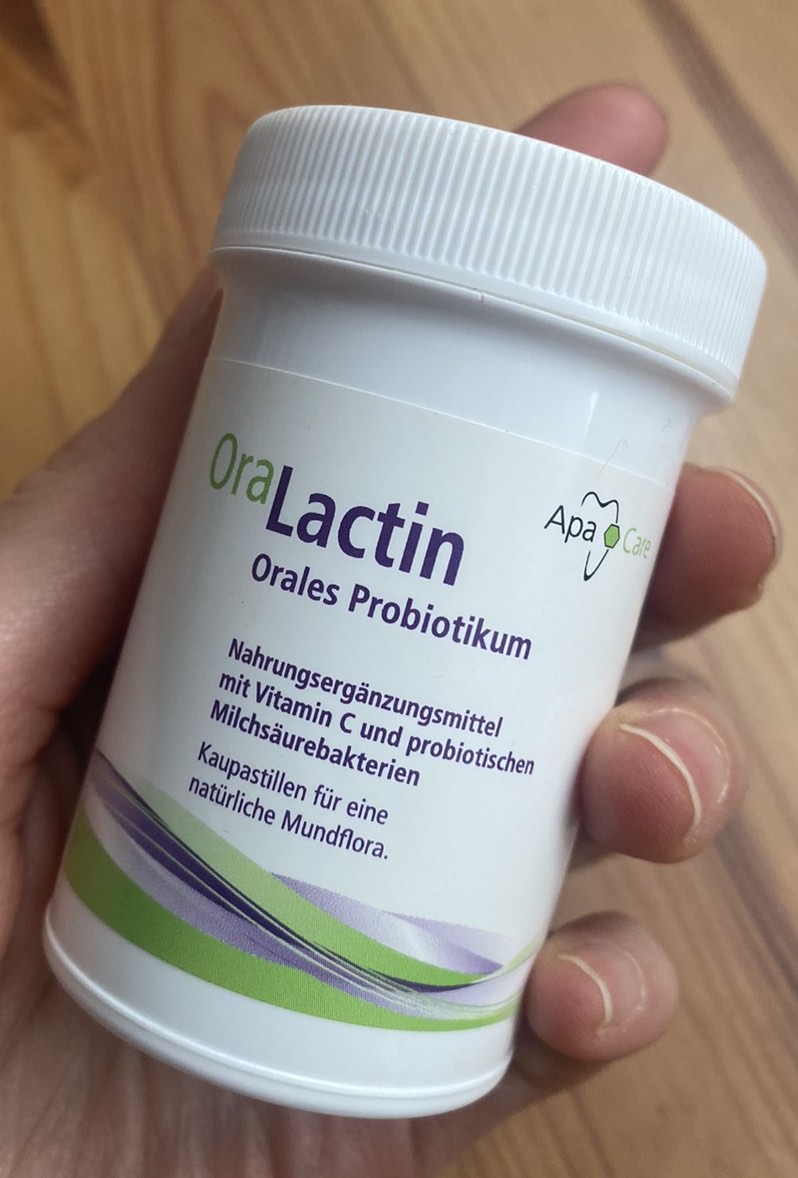 OraLactin
Apa Care
Orales Probiotikum
Nahrungsergänzungsmittel
mit Vitamin C und probiotischen
Milchsäurebakterien
Kaupastillen für eine
natürliche Mundflora.